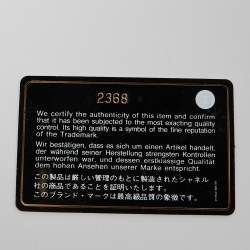 2368
We certify the authenticity of this item and confirm
that it has been subjected to the most exacting quality
control. Its high quality is a symbol of the fine reputation
of the Trademark.
Wir bestätigen, dass es sich um einen Artikel handelt,
der während seiner Herstellung strengsten Kontrollen
unterworfen war, und dessen erstklassige Qualität
dem hohen Ansehen unserer Marke entspricht.
この製品は厳しい管理のもとに製造されたシャネル
社の商品であることを証明いたします。
このブランド・マークは最高級品質の象徴です。